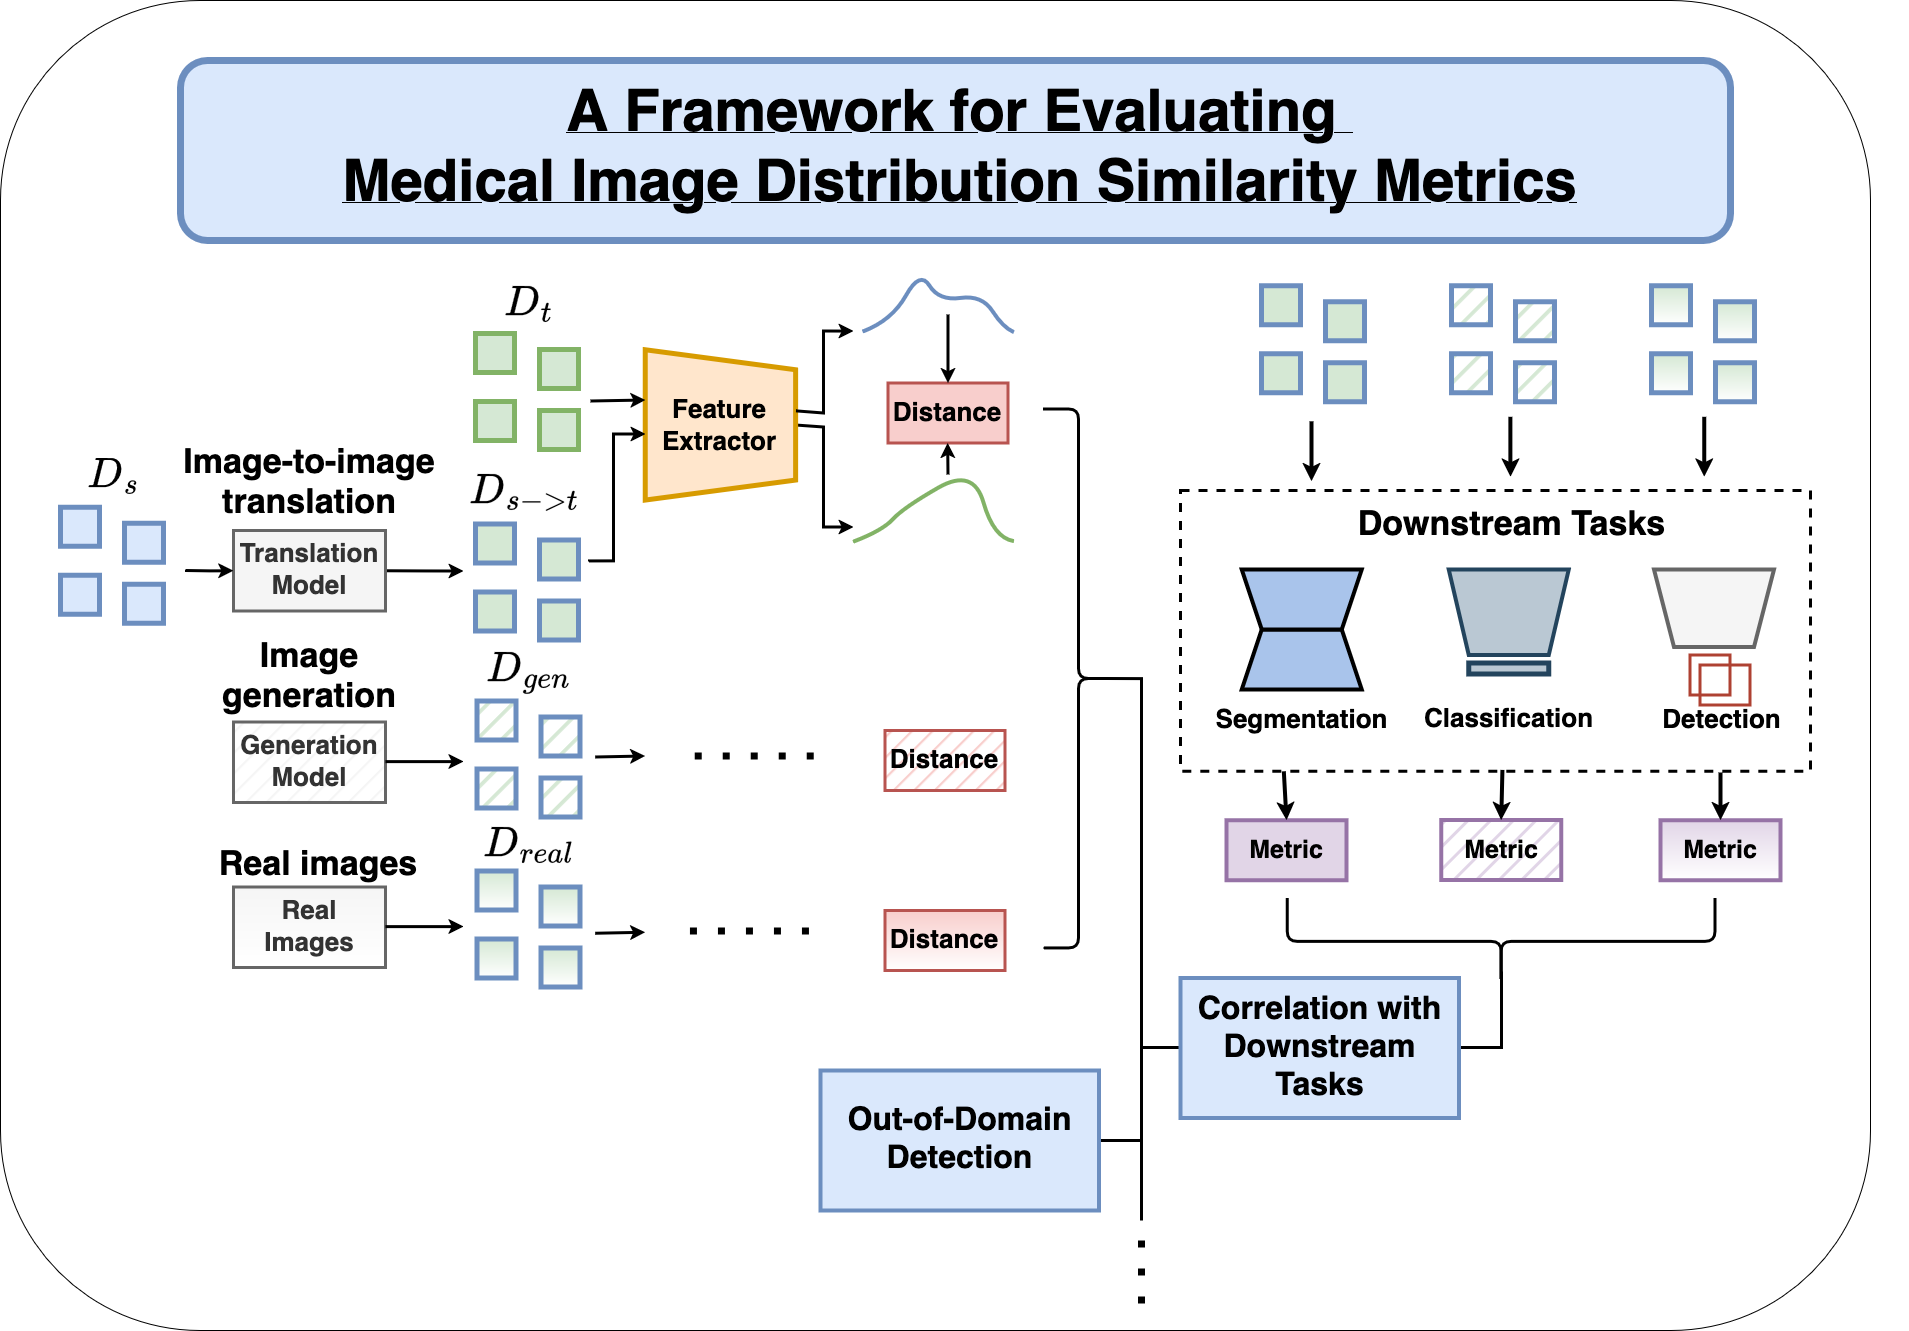 A Framework for Evaluating
Medical Image Distribution Similarity Metrics
D_t
D_s
Image-to-image
translation
Translation
Model
D_{s->t}
Feature
Extractor
Distance
Image
generation
Generation
Model
D_{gen}
Distance
Real images
Real
Images
D_{real}
Distance
Downstream Tasks
Segmentation
Classification
Detection
Metric
Metric
Metric
Correlation with
Downstream
Tasks
Out-of-Domain
Detection